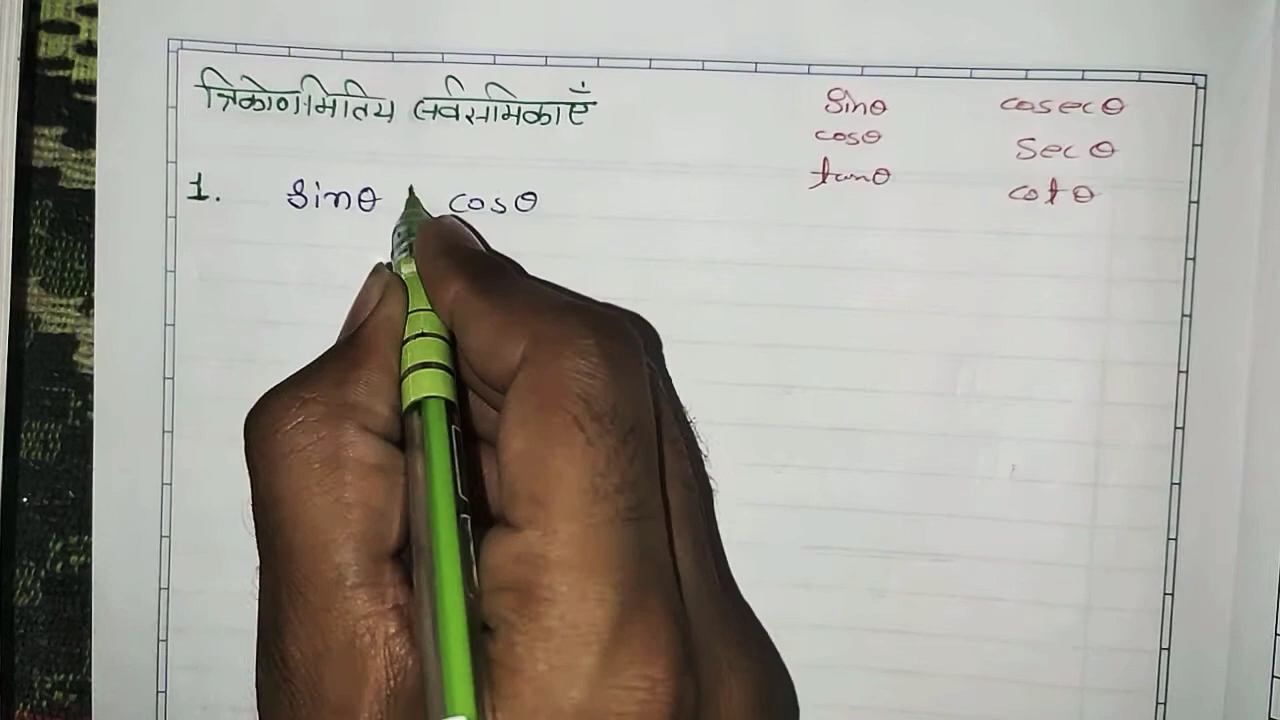 त्रिकोणमितिय सर्वसमिकाएँ
sinθ cosecθ
cosθ secθ
tanθ cotθ
1. sinθ cosθ